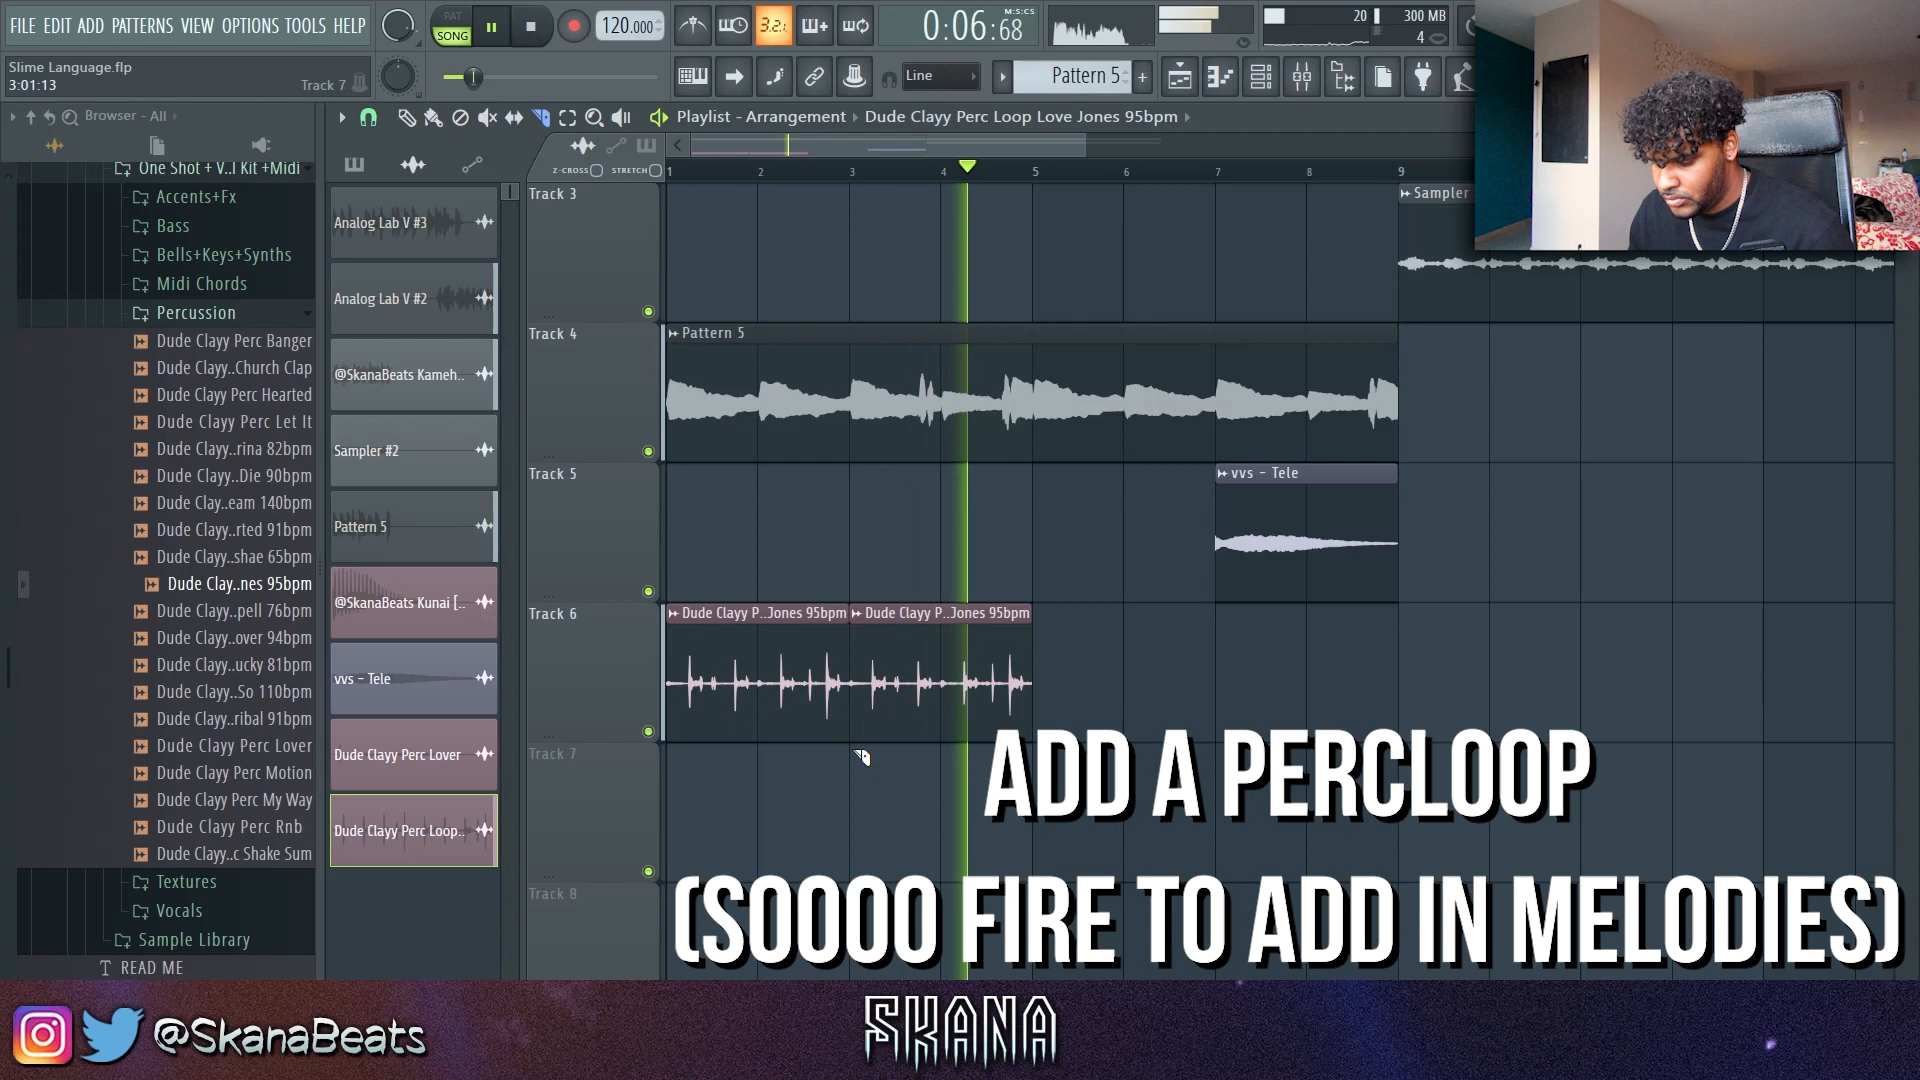 FILE EDIT ADD PATTERNS VIEW OPTIONS TOOLS HELP
PAT
SONG
120.000
3.2.1
0:06:68
M:S:CS
20
300 MB
4
Slime Language.flp
3:01:13
Track 7
Line
Pattern 5
Browser - All
Playlist - Arrangement
Dude Clayy Perc Loop Love Jones 95bpm
Z-CROSS
STRETCH
1 2 3 4 5 6 7 8 9
One Shot + V..l Kit +Midi
Accents+Fx
Bass
Bells+Keys+Synths
Midi Chords
Percussion
Dude Clayy Perc Banger
Dude Clayy..Church Clap
Dude Clayy Perc Hearted
Dude Clayy Perc Let It
Dude Clayy..rina 82bpm
Dude Clayy..Die 90bpm
Dude Clay..eam 140bpm
Dude Clayy..rted 91bpm
Dude Clayy..shae 65bpm
Dude Clay..nes 95bpm
Dude Clayy..pell 76bpm
Dude Clayy..over 94bpm
Dude Clayy..ucky 81bpm
Dude Clayy..So 110bpm
Dude Clayy..ribal 91bpm
Dude Clayy Perc Lover
Dude Clayy Perc Motion
Dude Clayy Perc My Way
Dude Clayy Perc Rnb
Dude Clayy..c Shake Sum
Textures
Vocals
Sample Library
READ ME
Analog Lab V #3
Analog Lab V #2
@SkanaBeats Kameh..
Sampler #2
Pattern 5
@SkanaBeats Kunai [..
vvs - Tele
Dude Clayy Perc Lover
Dude Clayy Perc Loop..
Track 3
Sampler
Track 4
Pattern 5
Track 5
vvs - Tele
Track 6
Dude Clayy P..Jones 95bpm
Dude Clayy P..Jones 95bpm
Track 7
Track 8
ADD A PERCLOOP
(SOOOO FIRE TO ADD IN MELODIES)
@SkanaBeats
SKANA